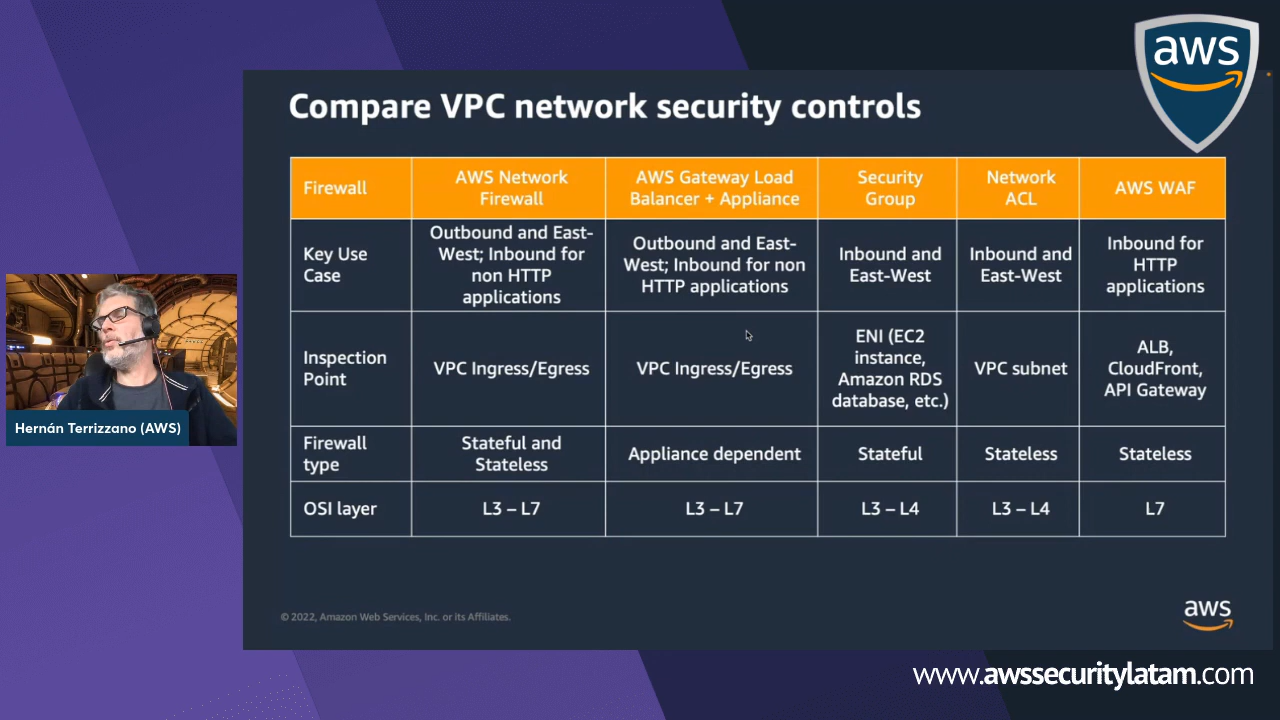 aws
Compare VPC network security controls
Firewall
AWS Network
Firewall
AWS Gateway Load
Balancer + Appliance
Security
Group
Network
ACL
AWS WAF
Key Use
Case
Outbound and East-
West; Inbound for
non HTTP
applications
Outbound and East-
West; Inbound for non
HTTP applications
Inbound and
East-West
Inbound and
East-West
Inbound for
HTTP
applications
Inspection
Point
VPC Ingress/Egress
VPC Ingress/Egress
ENI (EC2
instance,
Amazon RDS
database, etc.)
VPC subnet
ALB,
CloudFront,
API Gateway
Firewall
type
Stateful and
Stateless
Appliance dependent
Stateful
Stateless
Stateless
OSI layer
L3 – L7
L3 – L7
L3 – L4
L3 – L4
L7
Hernán Terrizzano (AWS)
© 2022, Amazon Web Services, Inc. or its Affiliates.
aws
www.awssecuritylatam.com